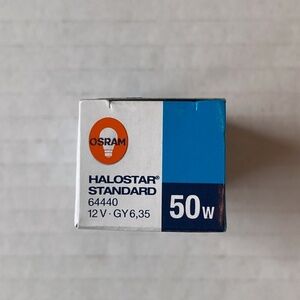 OSRAM
HALOSTAR®
STANDARD
64440
12 V · GY 6,35
50 W